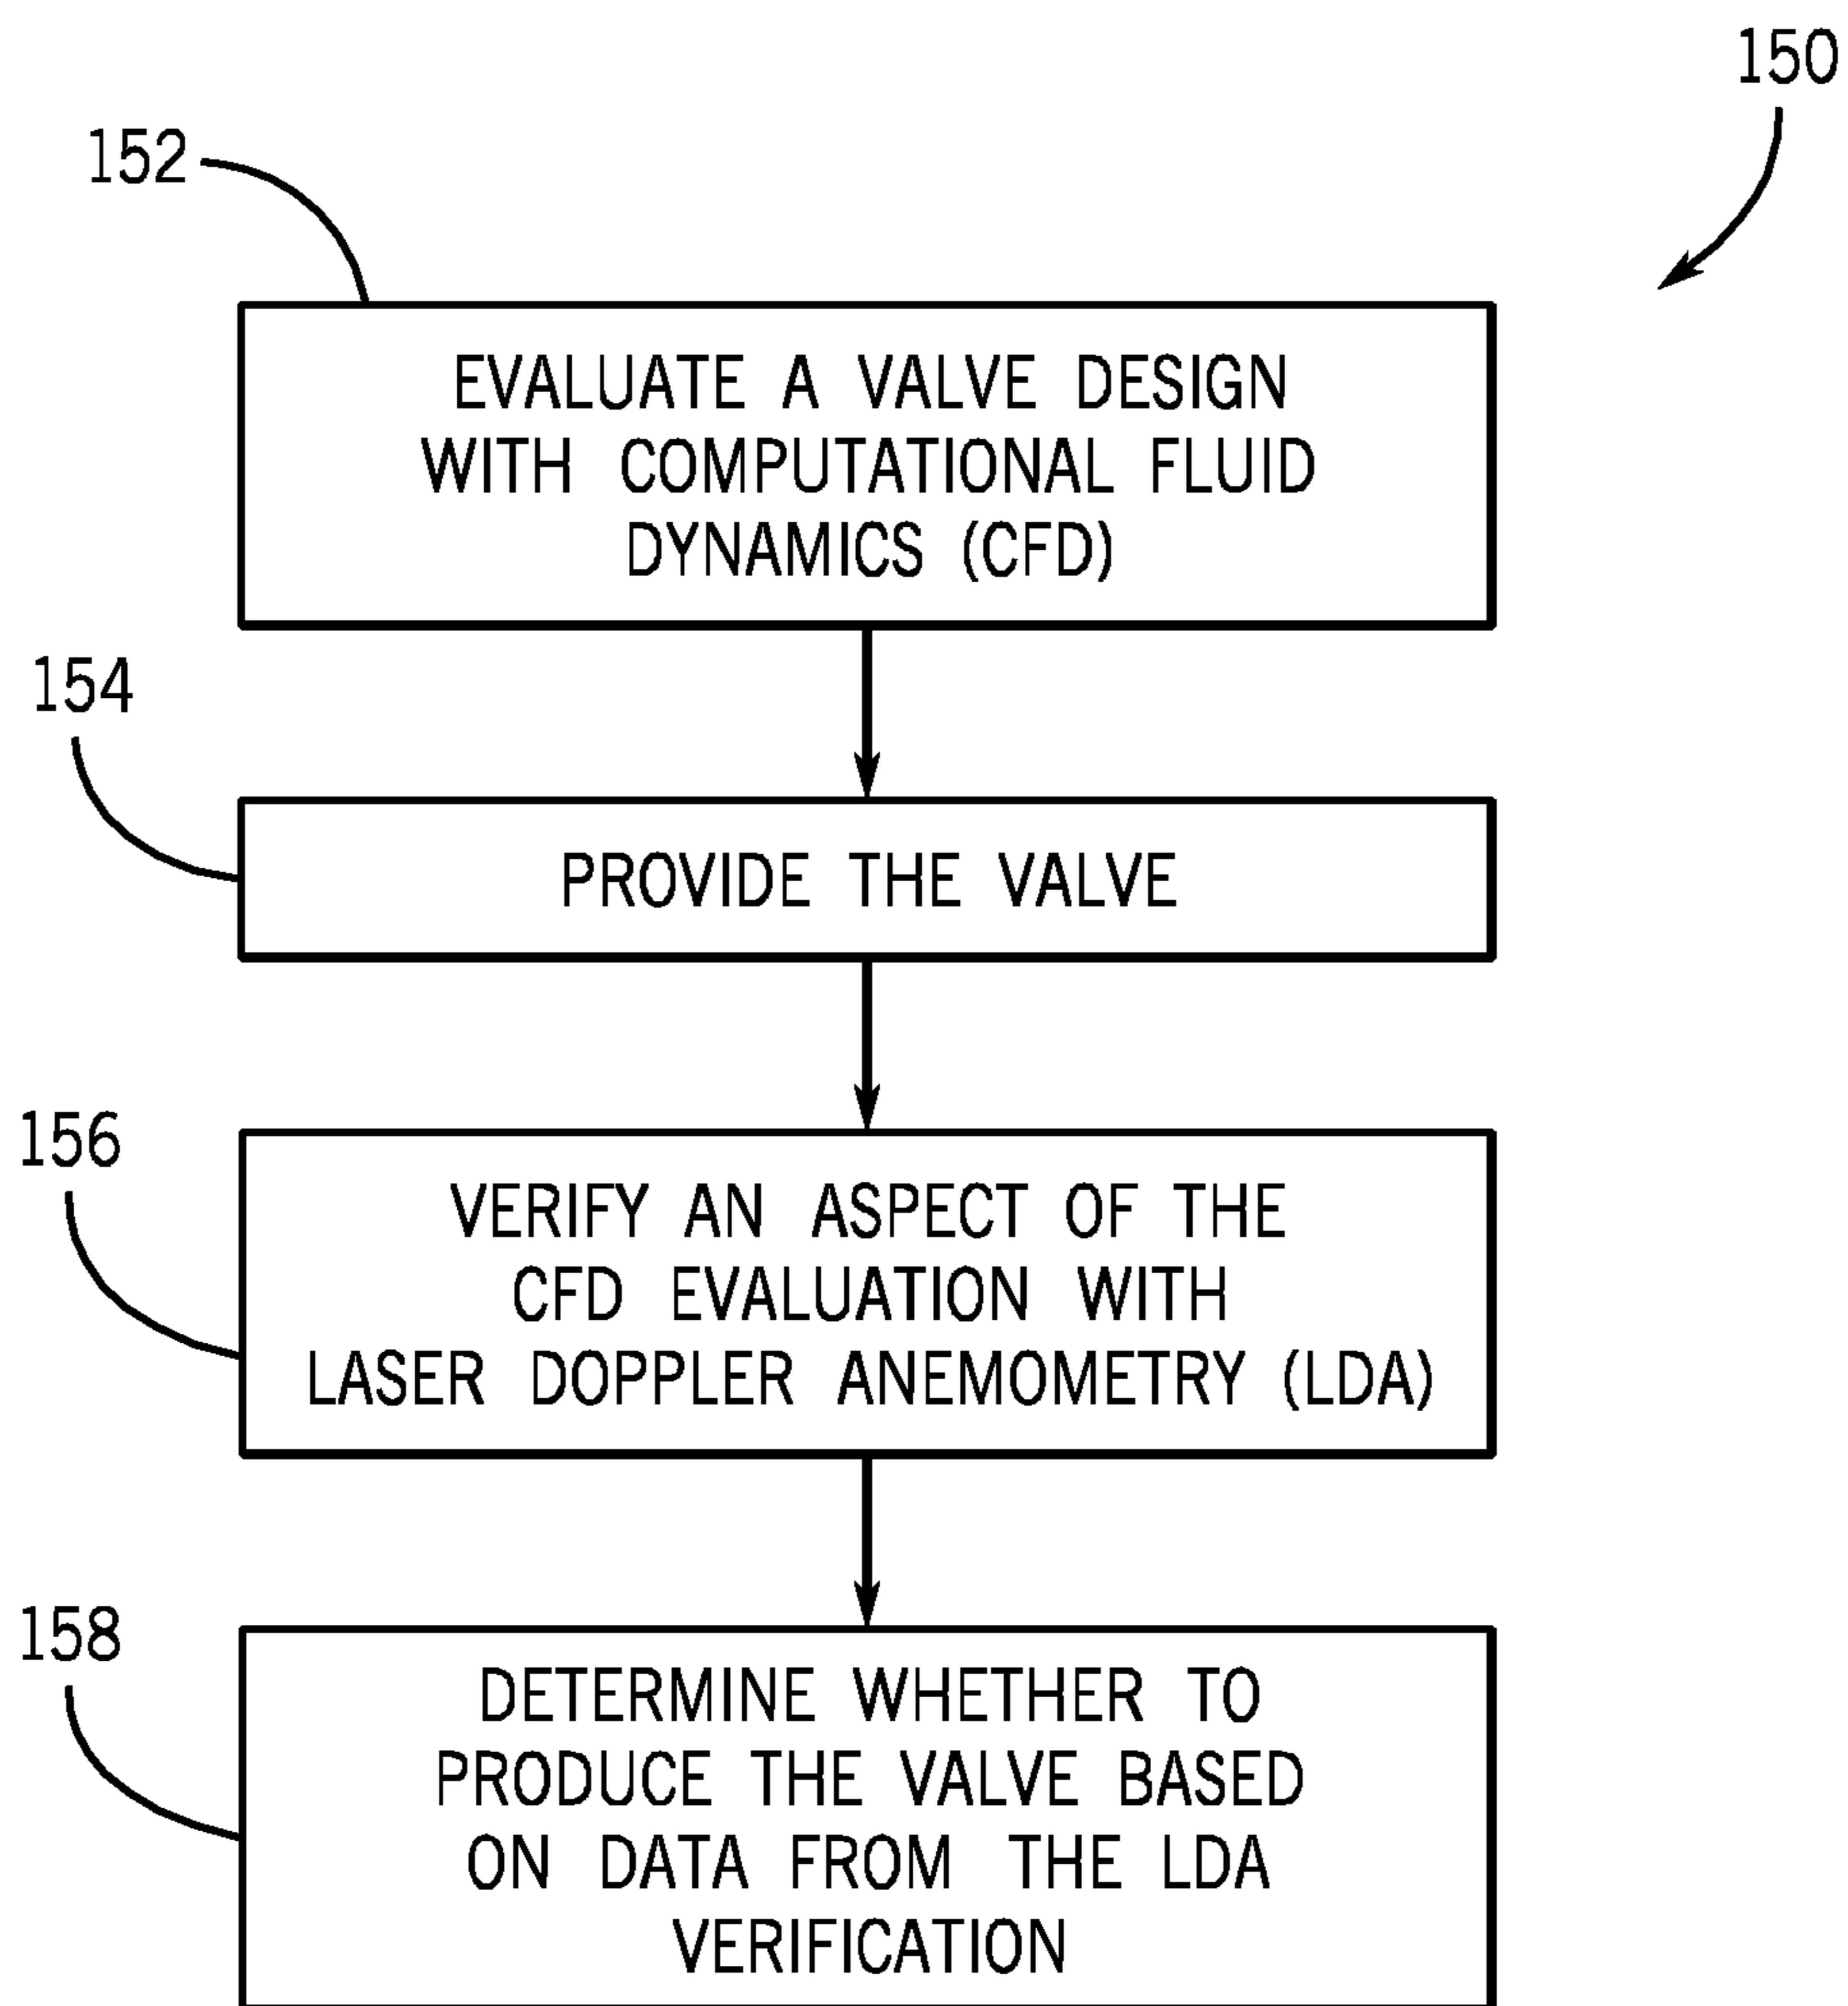 150
152
EVALUATE A VALVE DESIGN
WITH COMPUTATIONAL FLUID
DYNAMICS (CFD)
154
PROVIDE THE VALVE
156
VERIFY AN ASPECT OF THE
CFD EVALUATION WITH
LASER DOPPLER ANEMOMETRY (LDA)
158
DETERMINE WHETHER TO
PRODUCE THE VALVE BASED
ON DATA FROM THE LDA
VERIFICATION